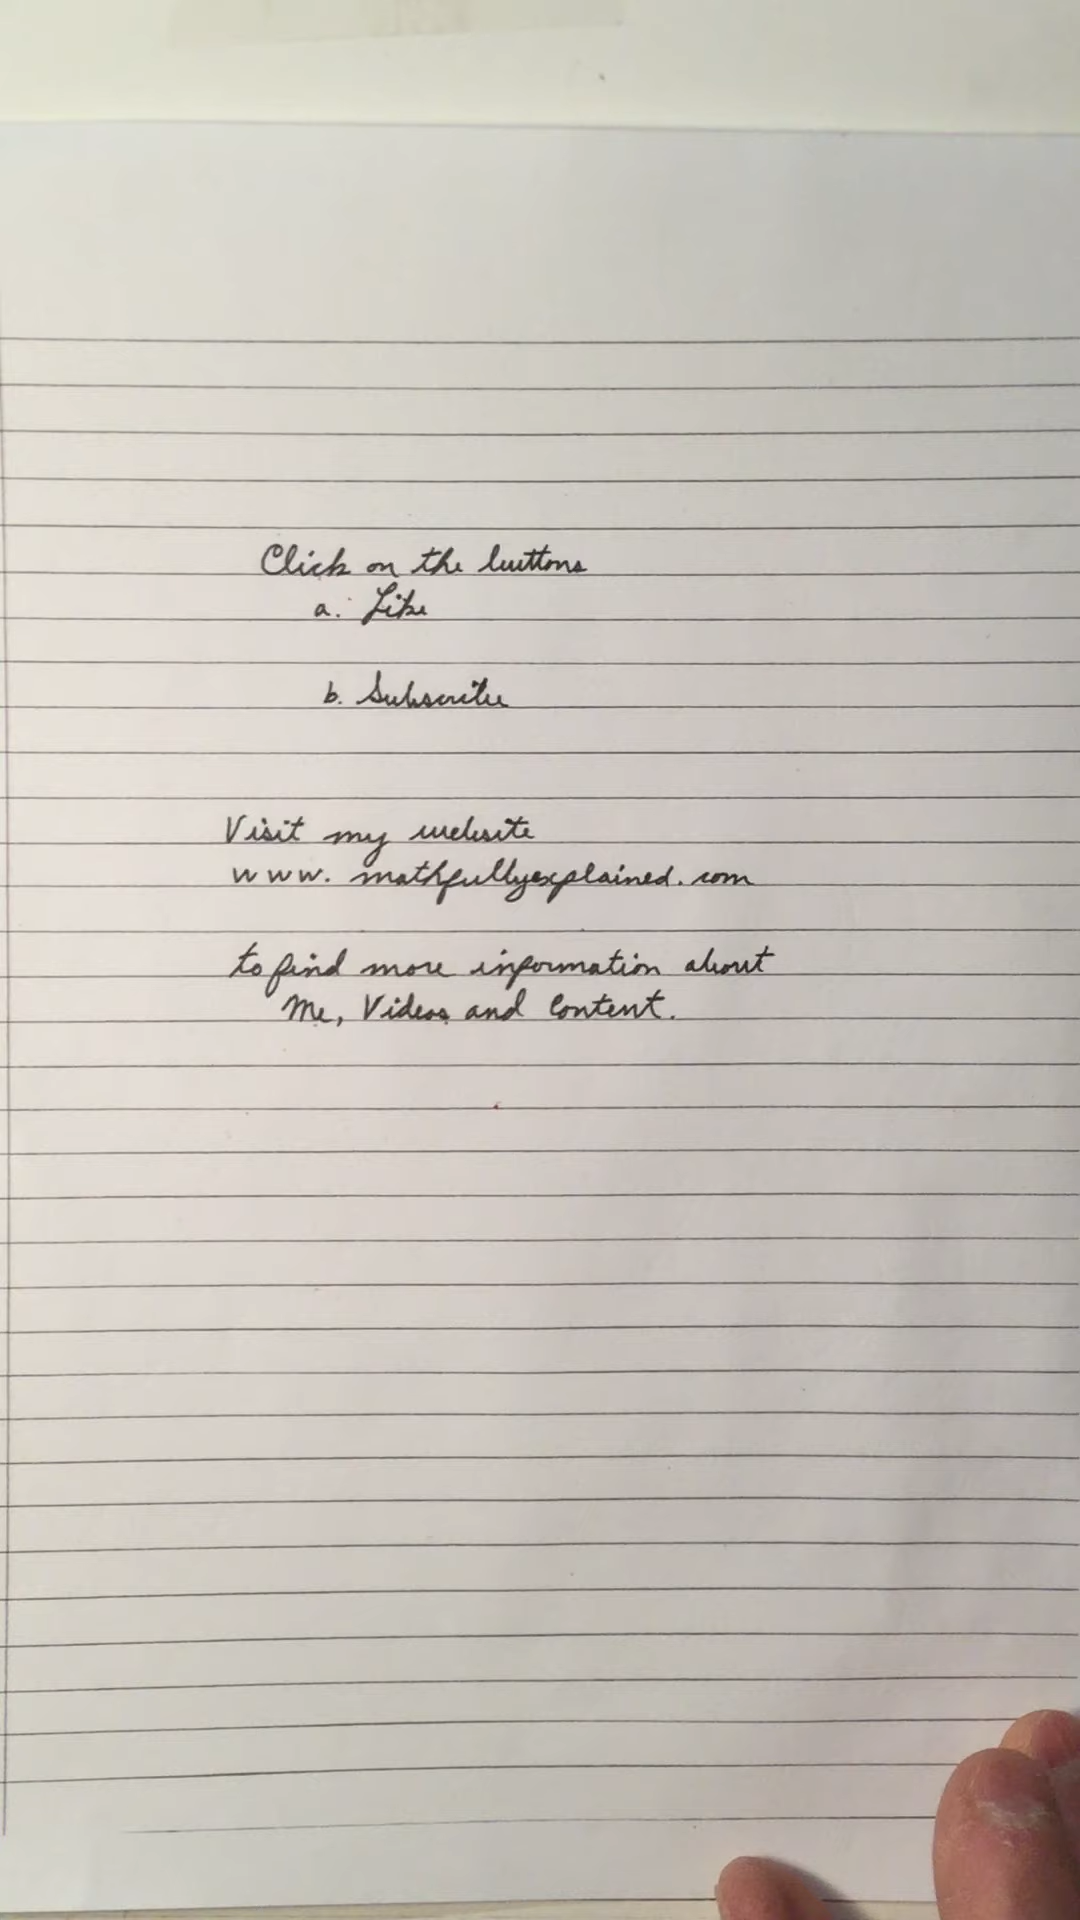 Click on the buttons
a. Like
b. Subscribe
Visit my website
www.mathfullyexplained.com
to find more information about
Me, Videos and Content.